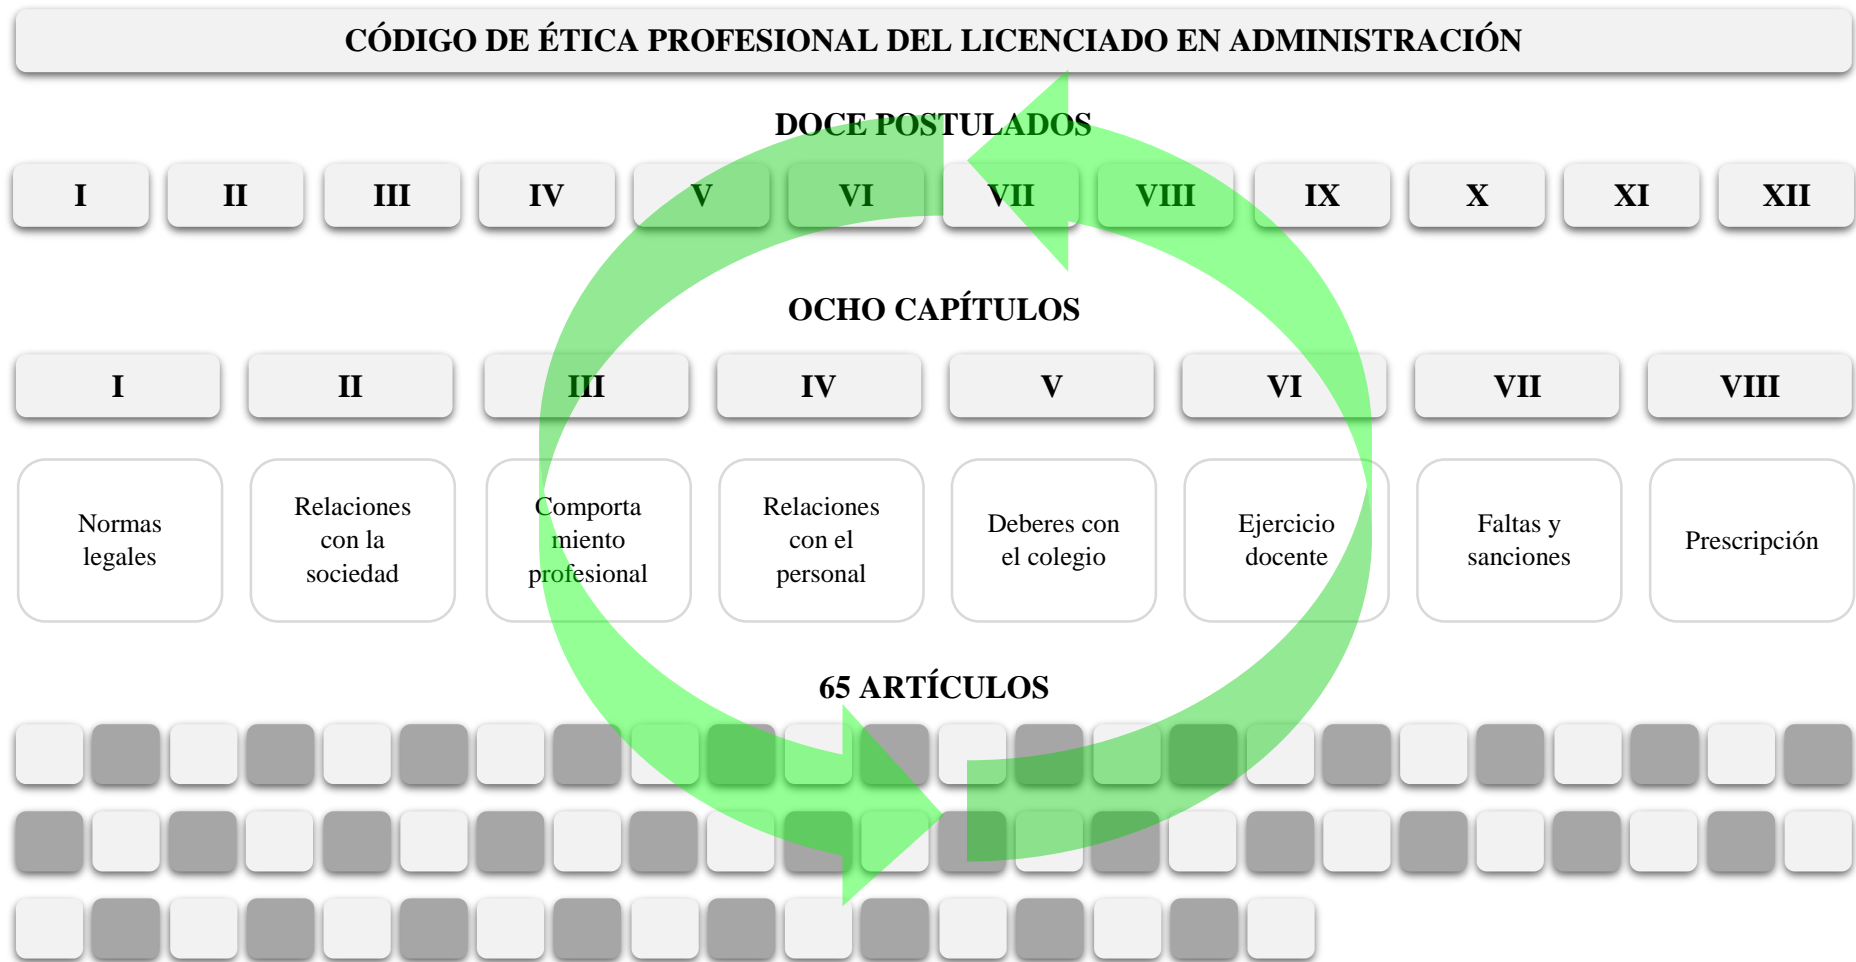 CÓDIGO DE ÉTICA PROFESIONAL DEL LICENCIADO EN ADMINISTRACIÓN
DOCE POSTULADOS
I II III IV V VI VII VIII IX X XI XII
OCHO CAPÍTULOS
I II III IV V VI VII VIII
Normas
legales
Relaciones
con la
sociedad
Comporta
miento
profesional
Relaciones
con el
personal
Deberes con
el colegio
Ejercicio
docente
Faltas y
sanciones
Prescripción
65 ARTÍCULOS